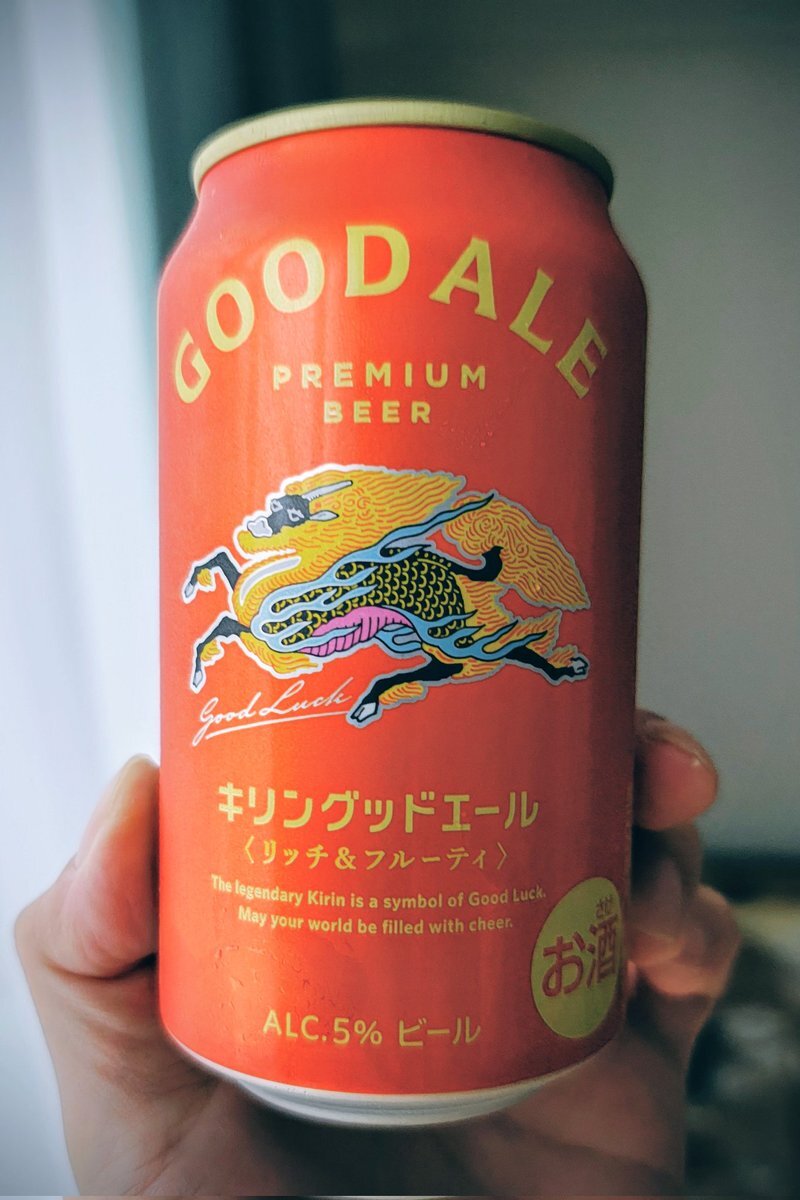 GOOD ALE
PREMIUM
BEER
Good Luck
キリングッドエール
〈リッチ&フルーティ〉
The legendary Kirin is a symbol of Good Luck.
May your world be filled with cheer.
さけ
お酒
ALC.5% ビール